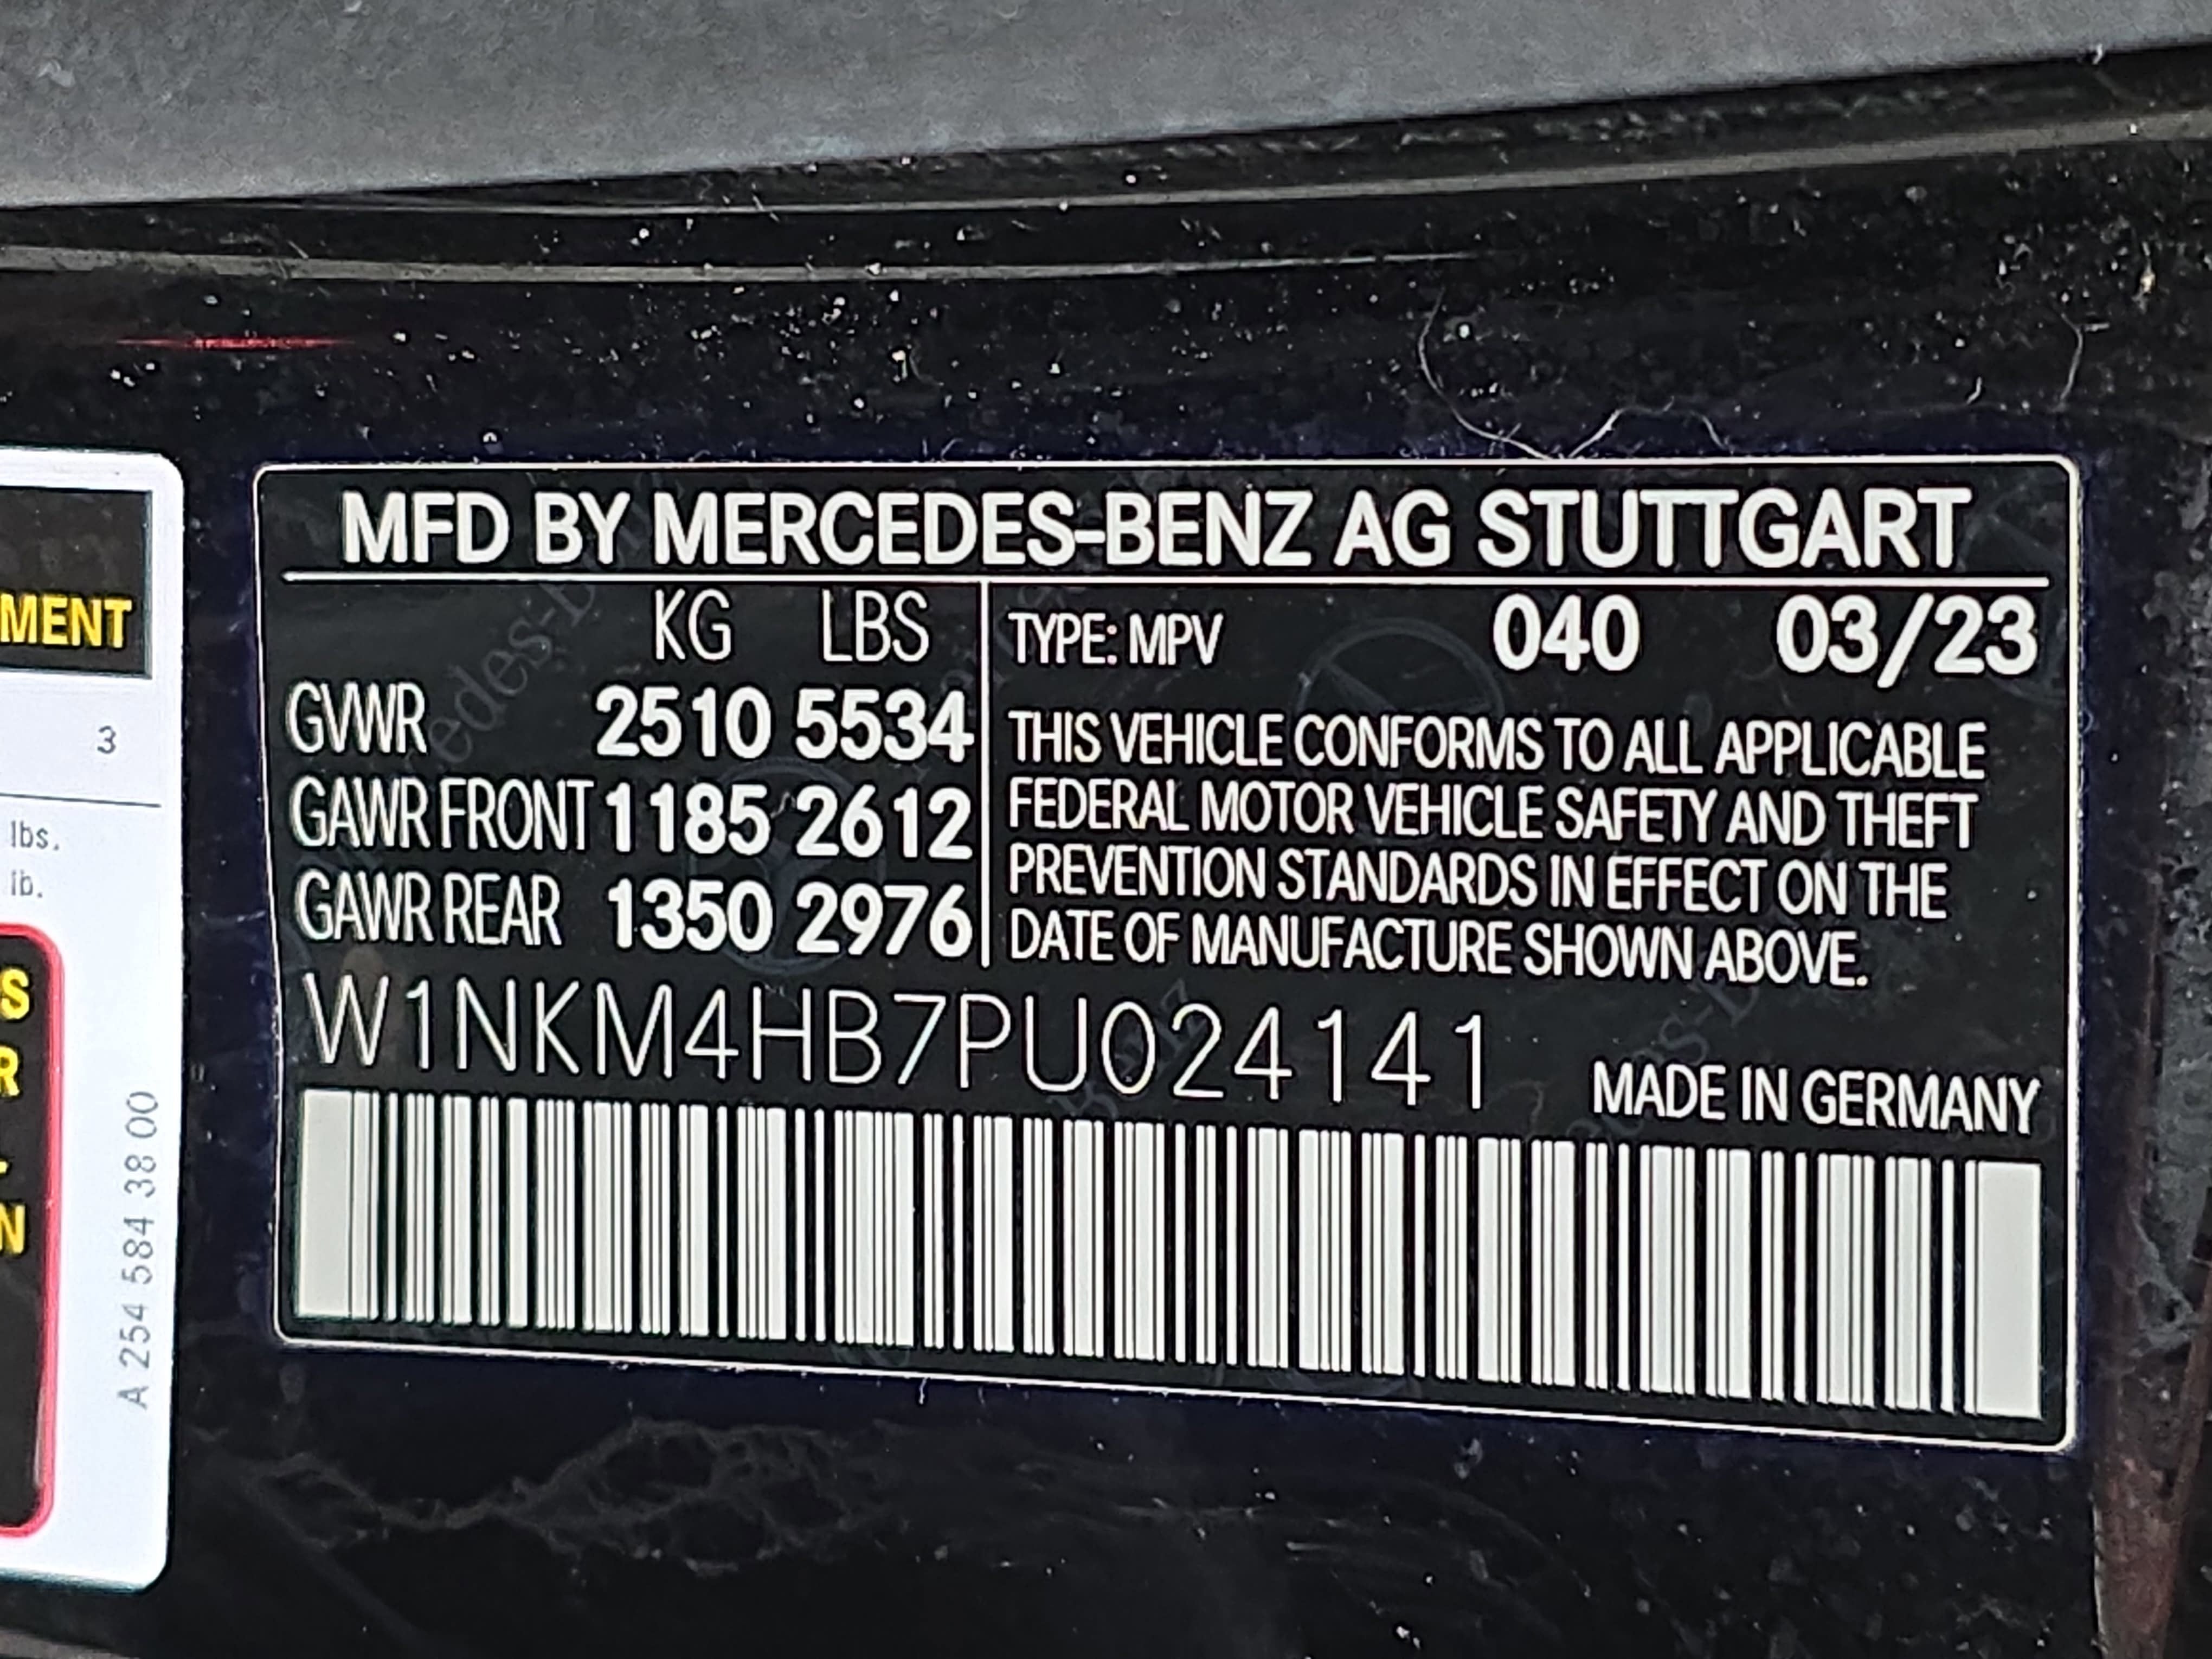 MENT
3
lbs.
lb.
S
R
N
A 254 584 38 00
MFD BY MERCEDES-BENZ AG STUTTGART
KG LBS
GVWR 2510 5534
GAWR FRONT 1185 2612
GAWR REAR 1350 2976
TYPE: MPV 040 03/23
THIS VEHICLE CONFORMS TO ALL APPLICABLE
FEDERAL MOTOR VEHICLE SAFETY AND THEFT
PREVENTION STANDARDS IN EFFECT ON THE
DATE OF MANUFACTURE SHOWN ABOVE.
W1NKM4HB7PU024141
MADE IN GERMANY